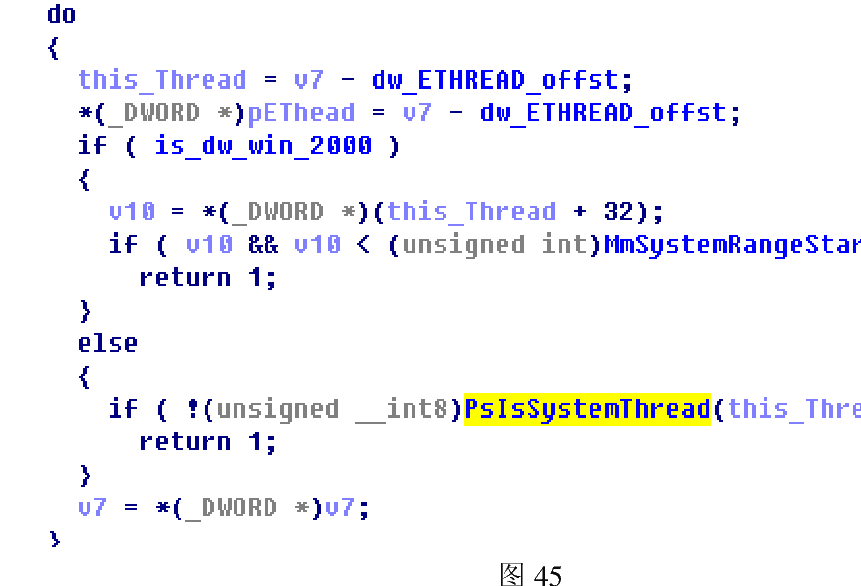 do
{
this_Thread = v7 - dw_ETHREAD_offst;
*(_DWORD *)pEThead = v7 - dw_ETHREAD_offst;
if ( is_dw_win_2000 )
{
v10 = *(_DWORD *)(this_Thread + 32);
if ( v10 && v10 < (unsigned int)MmSystemRangeStar
return 1;
}
else
{
if ( !(unsigned __int8)PsIsSystemThread(this_Thre
return 1;
}
v7 = *(_DWORD *)v7;
}
图 45